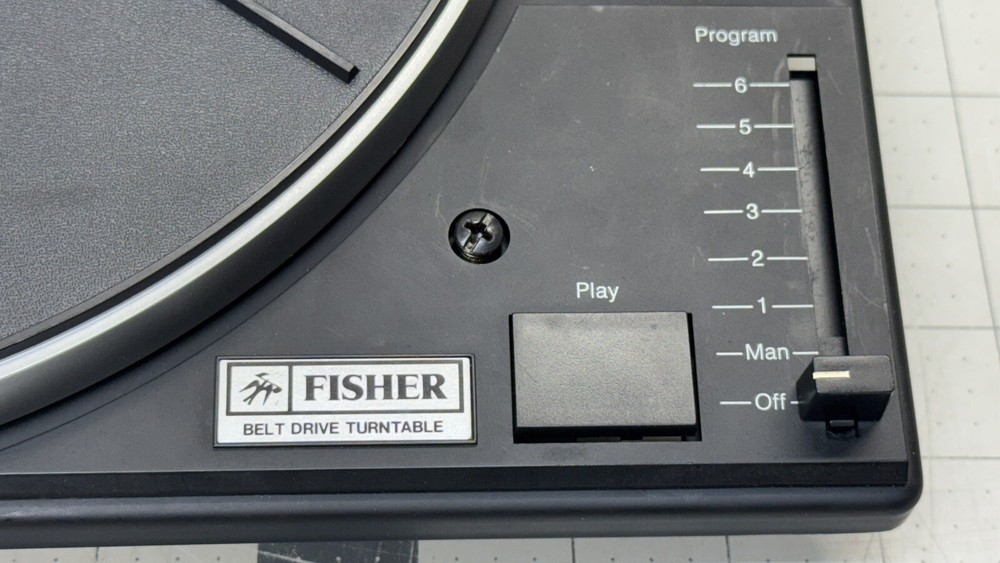 Program
6
5
4
3
2
1
Man
Off
Play
FISHER
BELT DRIVE TURNTABLE